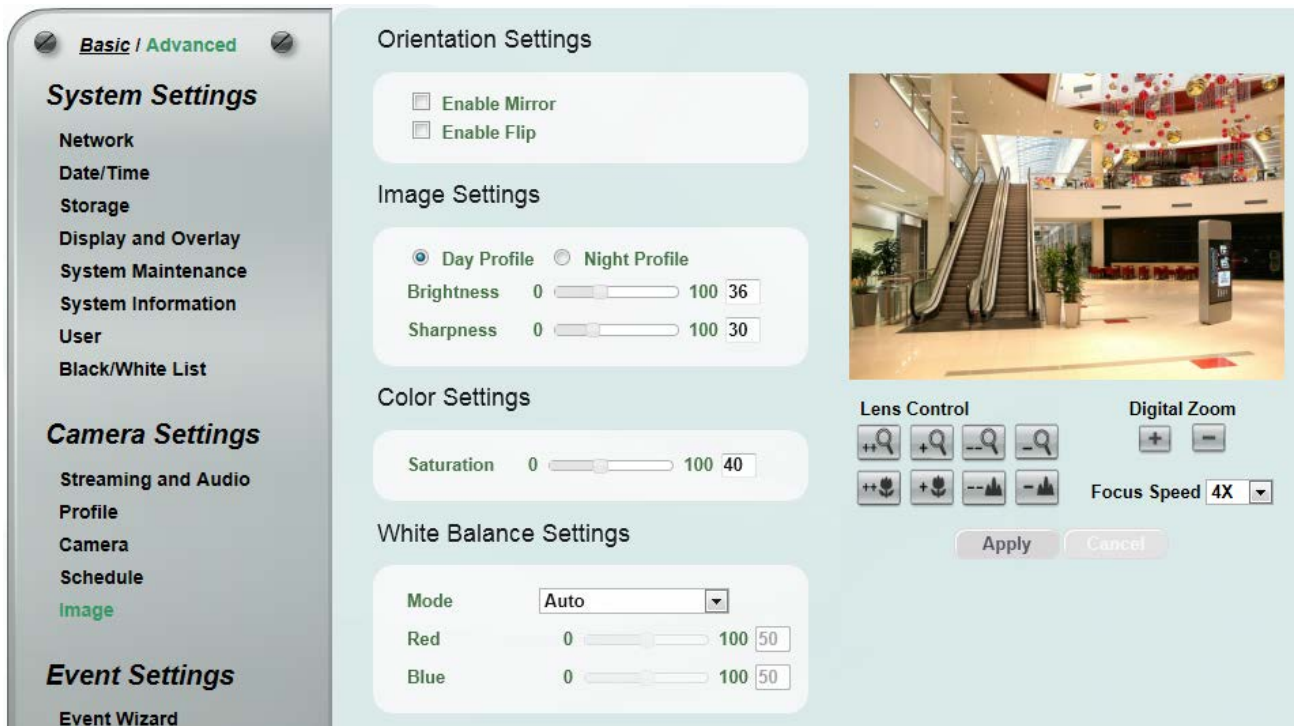 Basic / Advanced
System Settings
Network
Date/Time
Storage
Display and Overlay
System Maintenance
System Information
User
Black/White List
Camera Settings
Streaming and Audio
Profile
Camera
Schedule
Image
Event Settings
Event Wizard
Orientation Settings
Enable Mirror
Enable Flip
Image Settings
Day Profile Night Profile
Brightness 0 100 36
Sharpness 0 100 30
Color Settings
Saturation 0 100 40
White Balance Settings
Mode Auto
Red 0 100 50
Blue 0 100 50
Lens Control Digital Zoom
++ + -- - + -
++ + -- -
Focus Speed 4X
Apply Cancel